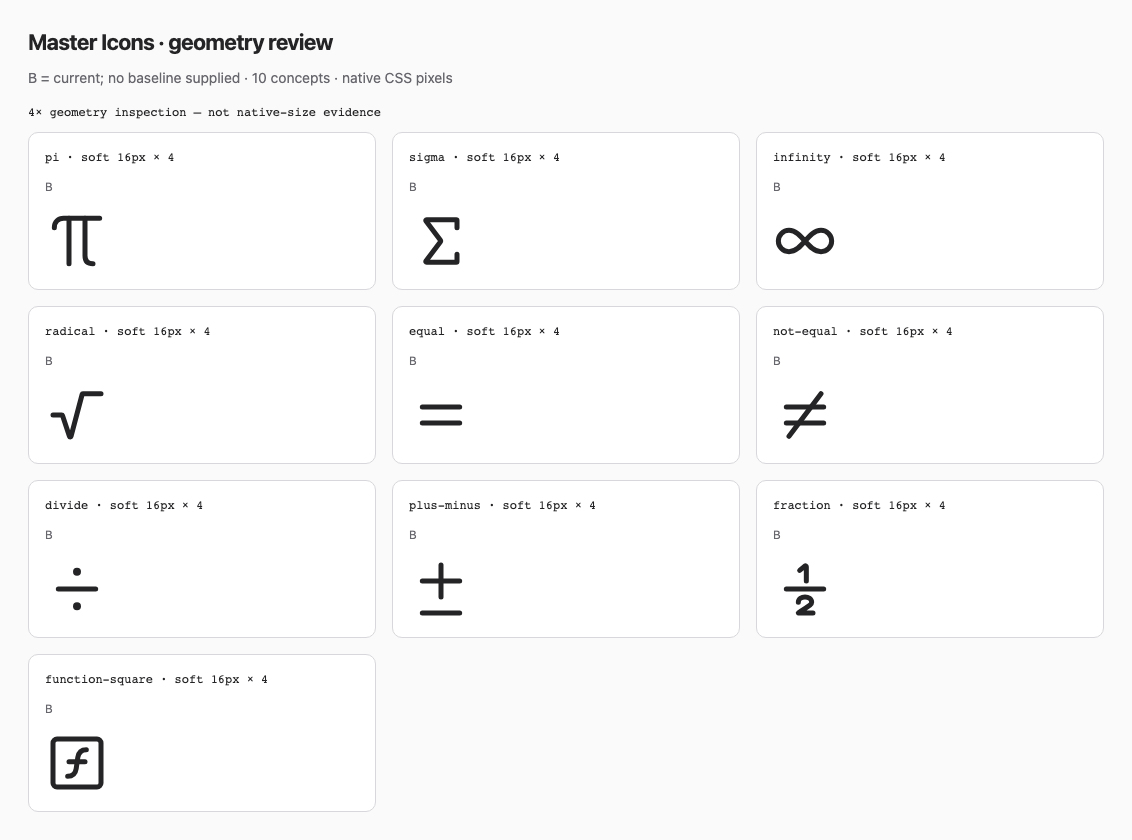 Master Icons · geometry review
B = current; no baseline supplied · 10 concepts · native CSS pixels
4× geometry inspection — not native-size evidence
pi · soft 16px × 4
B
π
sigma · soft 16px × 4
B
Σ
infinity · soft 16px × 4
B
∞
radical · soft 16px × 4
B
√
equal · soft 16px × 4
B
=
not-equal · soft 16px × 4
B
≠
divide · soft 16px × 4
B
÷
plus-minus · soft 16px × 4
B
±
fraction · soft 16px × 4
B
1
2
function-square · soft 16px × 4
B
f